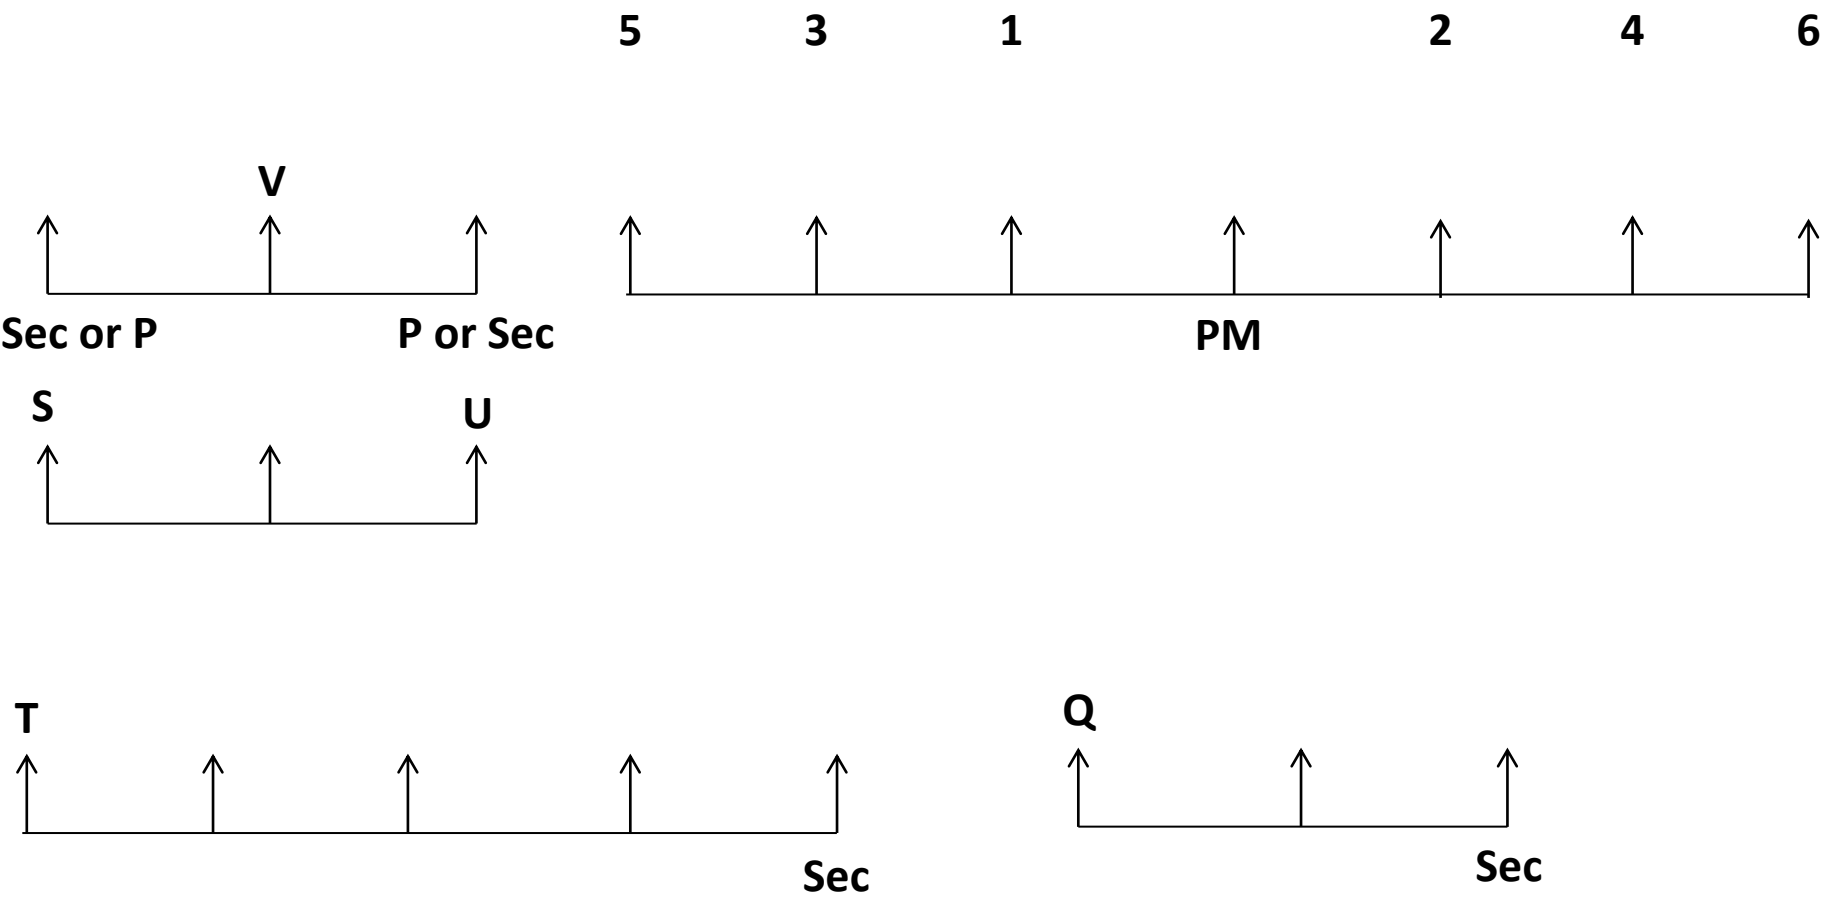 5 3 1 2 4 6
V
Sec or P P or Sec PM
S U
T Q
Sec Sec